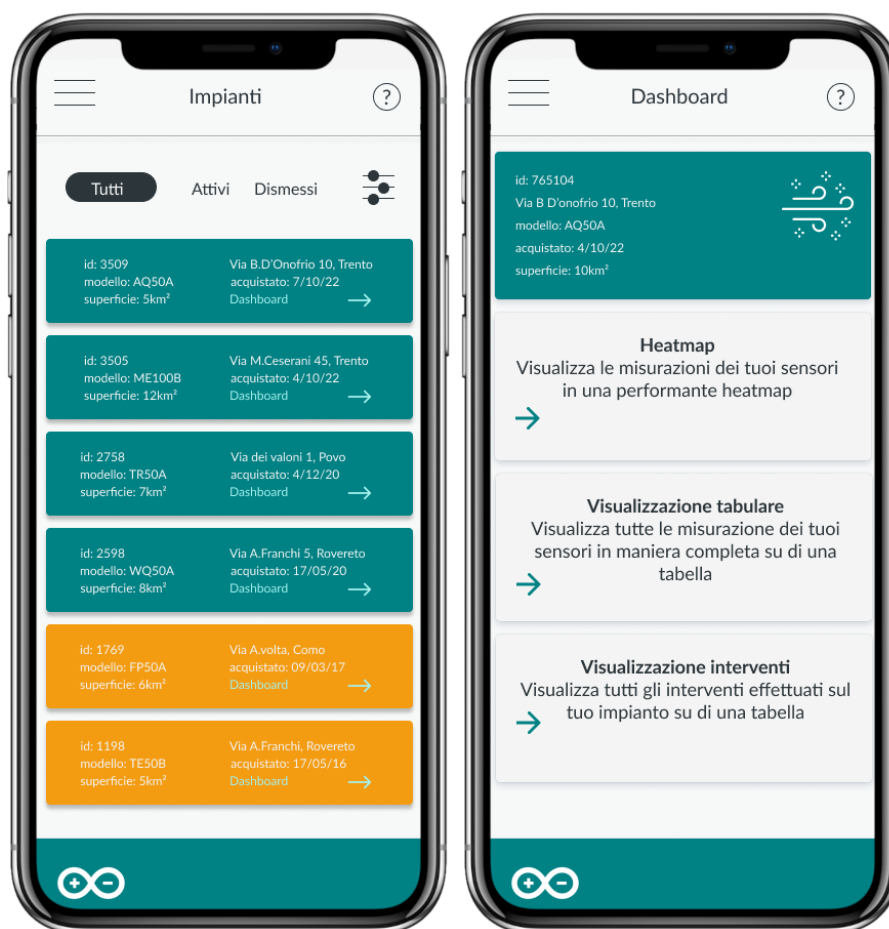 Impianti
?
Tutti
Attivi
Dismessi
id: 3509
modello: AQ50A
superficie: 5km²
Via B.D'Onofrio 10, Trento
acquistato: 7/10/22
Dashboard
id: 3505
modello: ME100B
superficie: 12km²
Via M.Ceserani 45, Trento
acquistato: 4/10/22
Dashboard
id: 2758
modello: TR50A
superficie: 7km²
Via dei valoni 1, Povo
acquistato: 4/12/20
Dashboard
id: 2598
modello: WQ50A
superficie: 8km²
Via A.Franchi 5, Rovereto
acquistato: 17/05/20
Dashboard
id: 1769
modello: FP50A
superficie: 6km²
Via A.volta, Como
acquistato: 09/03/17
Dashboard
id: 1198
modello: TE50B
superficie: 5km²
Via A.Franchi, Rovereto
acquistato: 17/05/16
Dashboard
Dashboard
?
id: 765104
Via B D'onofrio 10, Trento
modello: AQ50A
acquistato: 4/10/22
superficie: 10km²
Heatmap
Visualizza le misurazioni dei tuoi sensori
in una performante heatmap
Visualizzazione tabulare
Visualizza tutte le misurazione dei tuoi
sensori in maniera completa su di una
tabella
Visualizzazione interventi
Visualizza tutti gli interventi effettuati sul
tuo impianto su di una tabella